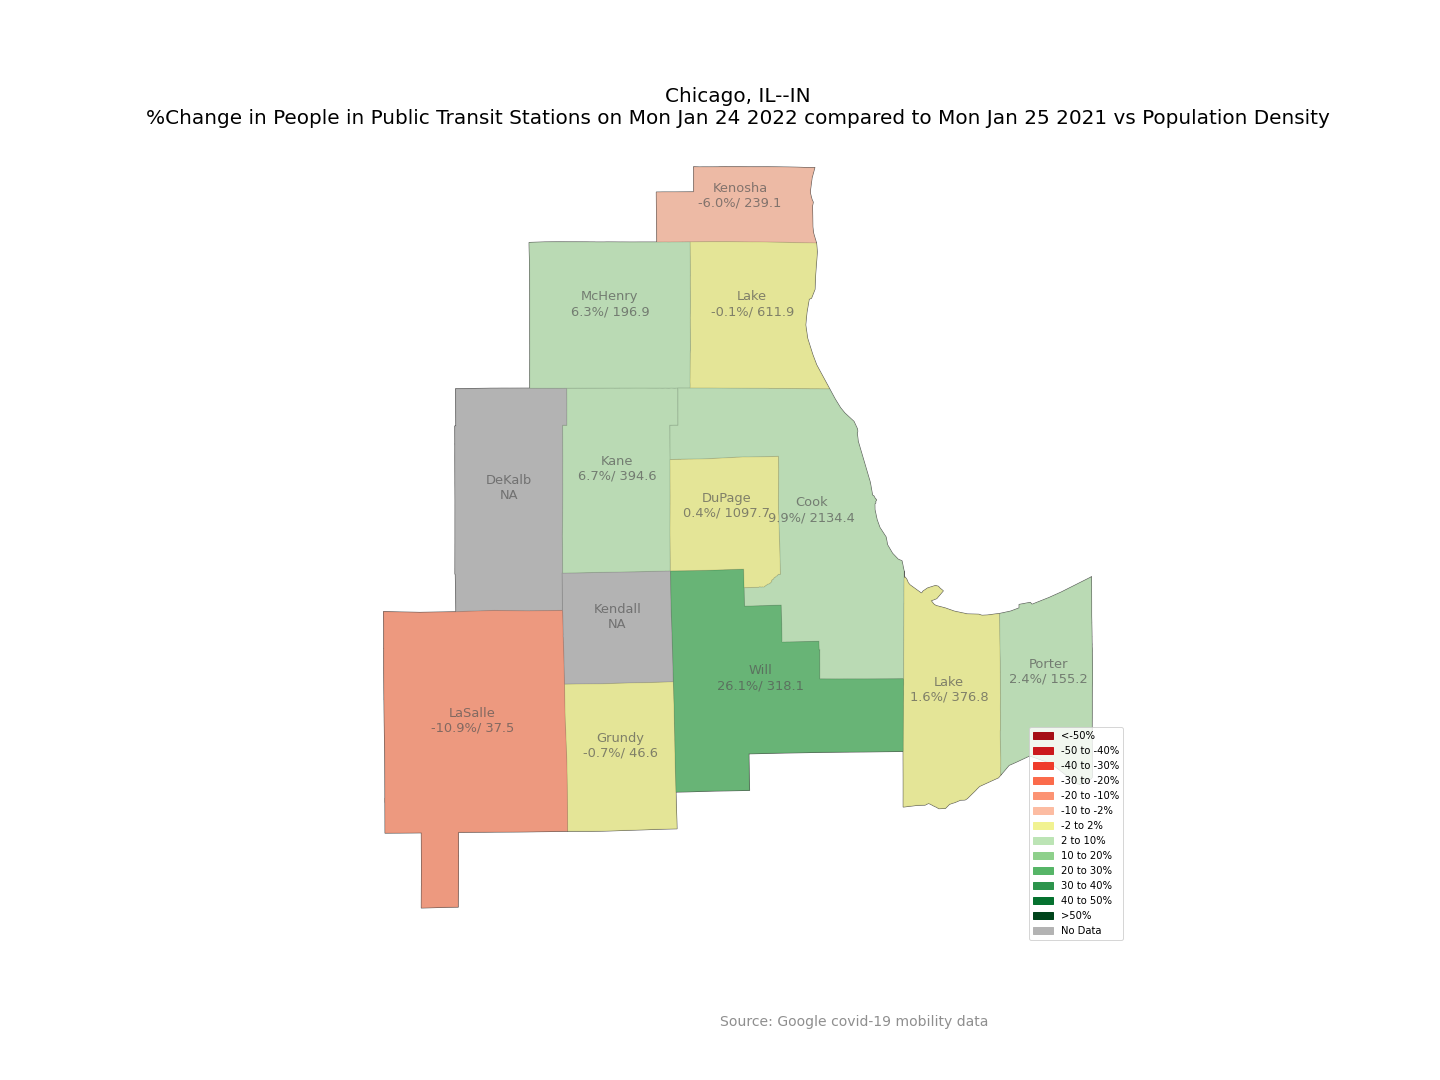 Chicago, IL--IN
%Change in People in Public Transit Stations on Mon Jan 24 2022 compared to Mon Jan 25 2021 vs Population Density
Kenosha
-6.0%/ 239.1
McHenry
6.3%/ 196.9
Lake
-0.1%/ 611.9
Kane
6.7%/ 394.6
DeKalb
NA
DuPage
0.4%/ 1097.7
Cook
9.9%/ 2134.4
Kendall
NA
Will
26.1%/ 318.1
Porter
2.4%/ 155.2
Lake
1.6%/ 376.8
LaSalle
-10.9%/ 37.5
Grundy
-0.7%/ 46.6
<-50%
-50 to -40%
-40 to -30%
-30 to -20%
-20 to -10%
-10 to -2%
-2 to 2%
2 to 10%
10 to 20%
20 to 30%
30 to 40%
40 to 50%
>50%
No Data
Source: Google covid-19 mobility data